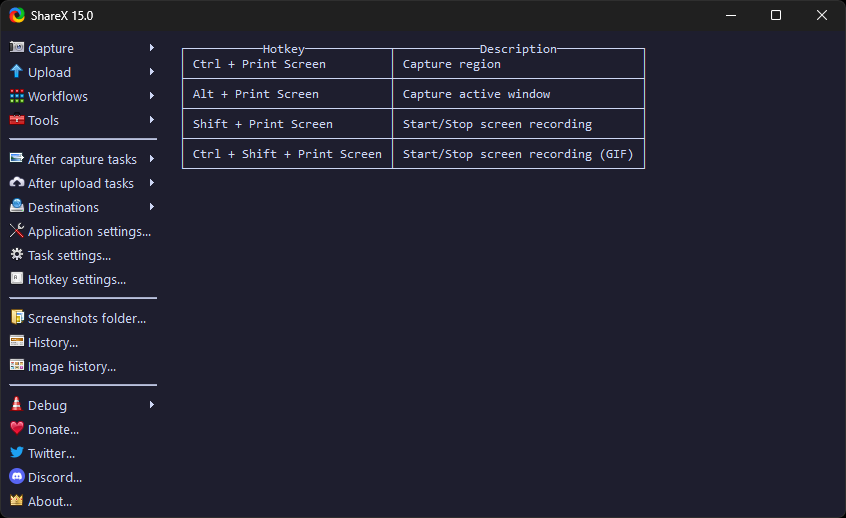 ShareX 15.0
Capture
Upload
Workflows
Tools
After capture tasks
After upload tasks
Destinations
Application settings...
Task settings...
Hotkey settings...
Screenshots folder...
History...
Image history...
Debug
Donate...
Twitter...
Discord...
About...
Hotkey Description
Ctrl + Print Screen Capture region
Alt + Print Screen Capture active window
Shift + Print Screen Start/Stop screen recording
Ctrl + Shift + Print Screen Start/Stop screen recording (GIF)